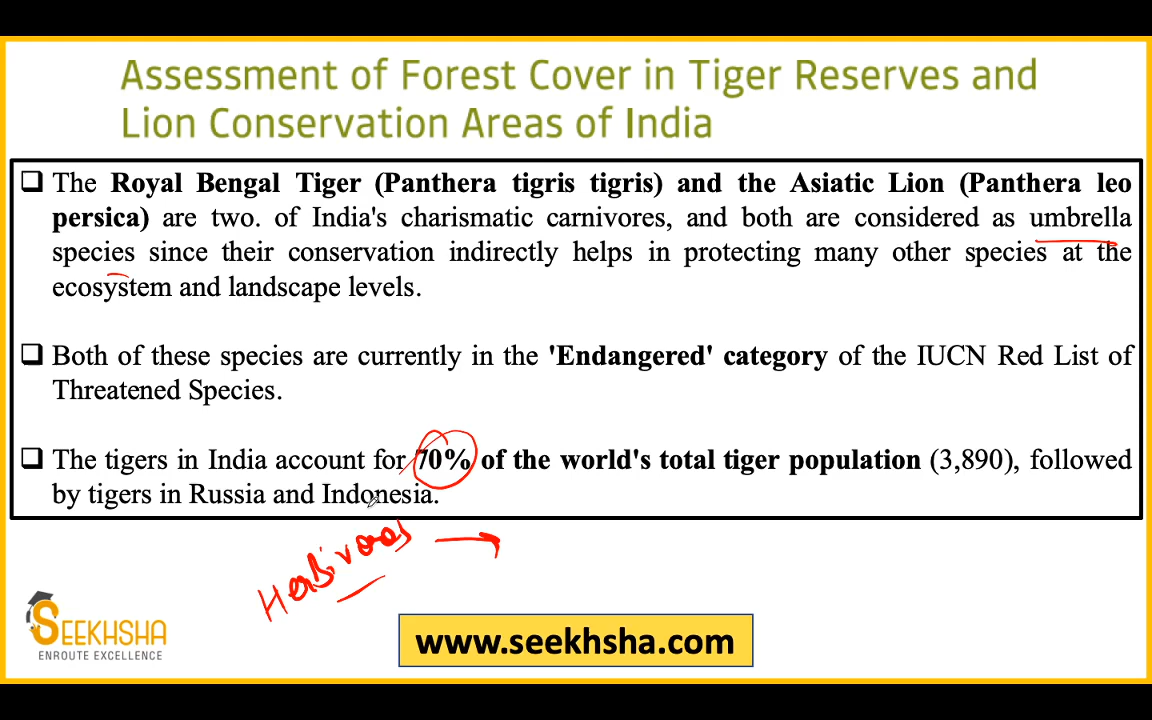 Assessment of Forest Cover in Tiger Reserves and
Lion Conservation Areas of India
❑ The Royal Bengal Tiger (Panthera tigris tigris) and the Asiatic Lion (Panthera leo
persica) are two. of India's charismatic carnivores, and both are considered as umbrella
species since their conservation indirectly helps in protecting many other species at the
ecosystem and landscape levels.
❑ Both of these species are currently in the 'Endangered' category of the IUCN Red List of
Threatened Species.
❑ The tigers in India account for 70% of the world's total tiger population (3,890), followed
by tigers in Russia and Indonesia.
Herbivores →
SEEKHSHA
ENROUTE EXCELLENCE
www.seekhsha.com